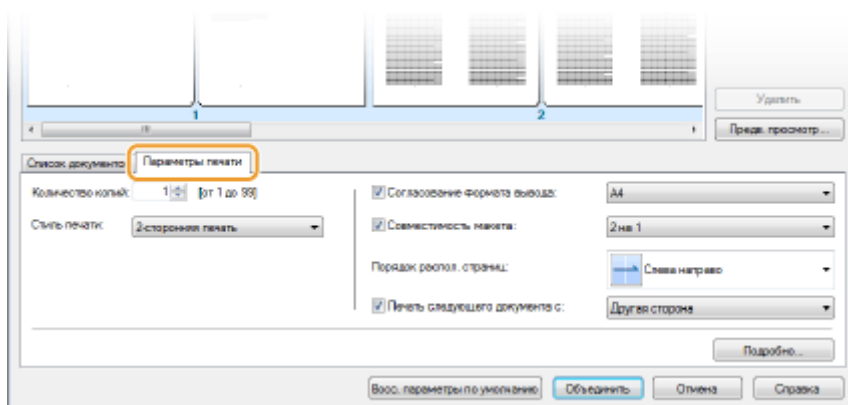 Удалить
1 2
Предв. просмотр...
Список документо
Параметры печати
Количество копий: 1 [от 1 до 99]
Согласование формата вывода: A4
Стиль печати: 2-сторонняя печать
Совместимость макета: 2 на 1
Порядок распол. страниц: Слева направо
Печать следующего документа с: Другая сторона
Подробно...
Восс. параметры по умолчанию Объединить Отмена Справка